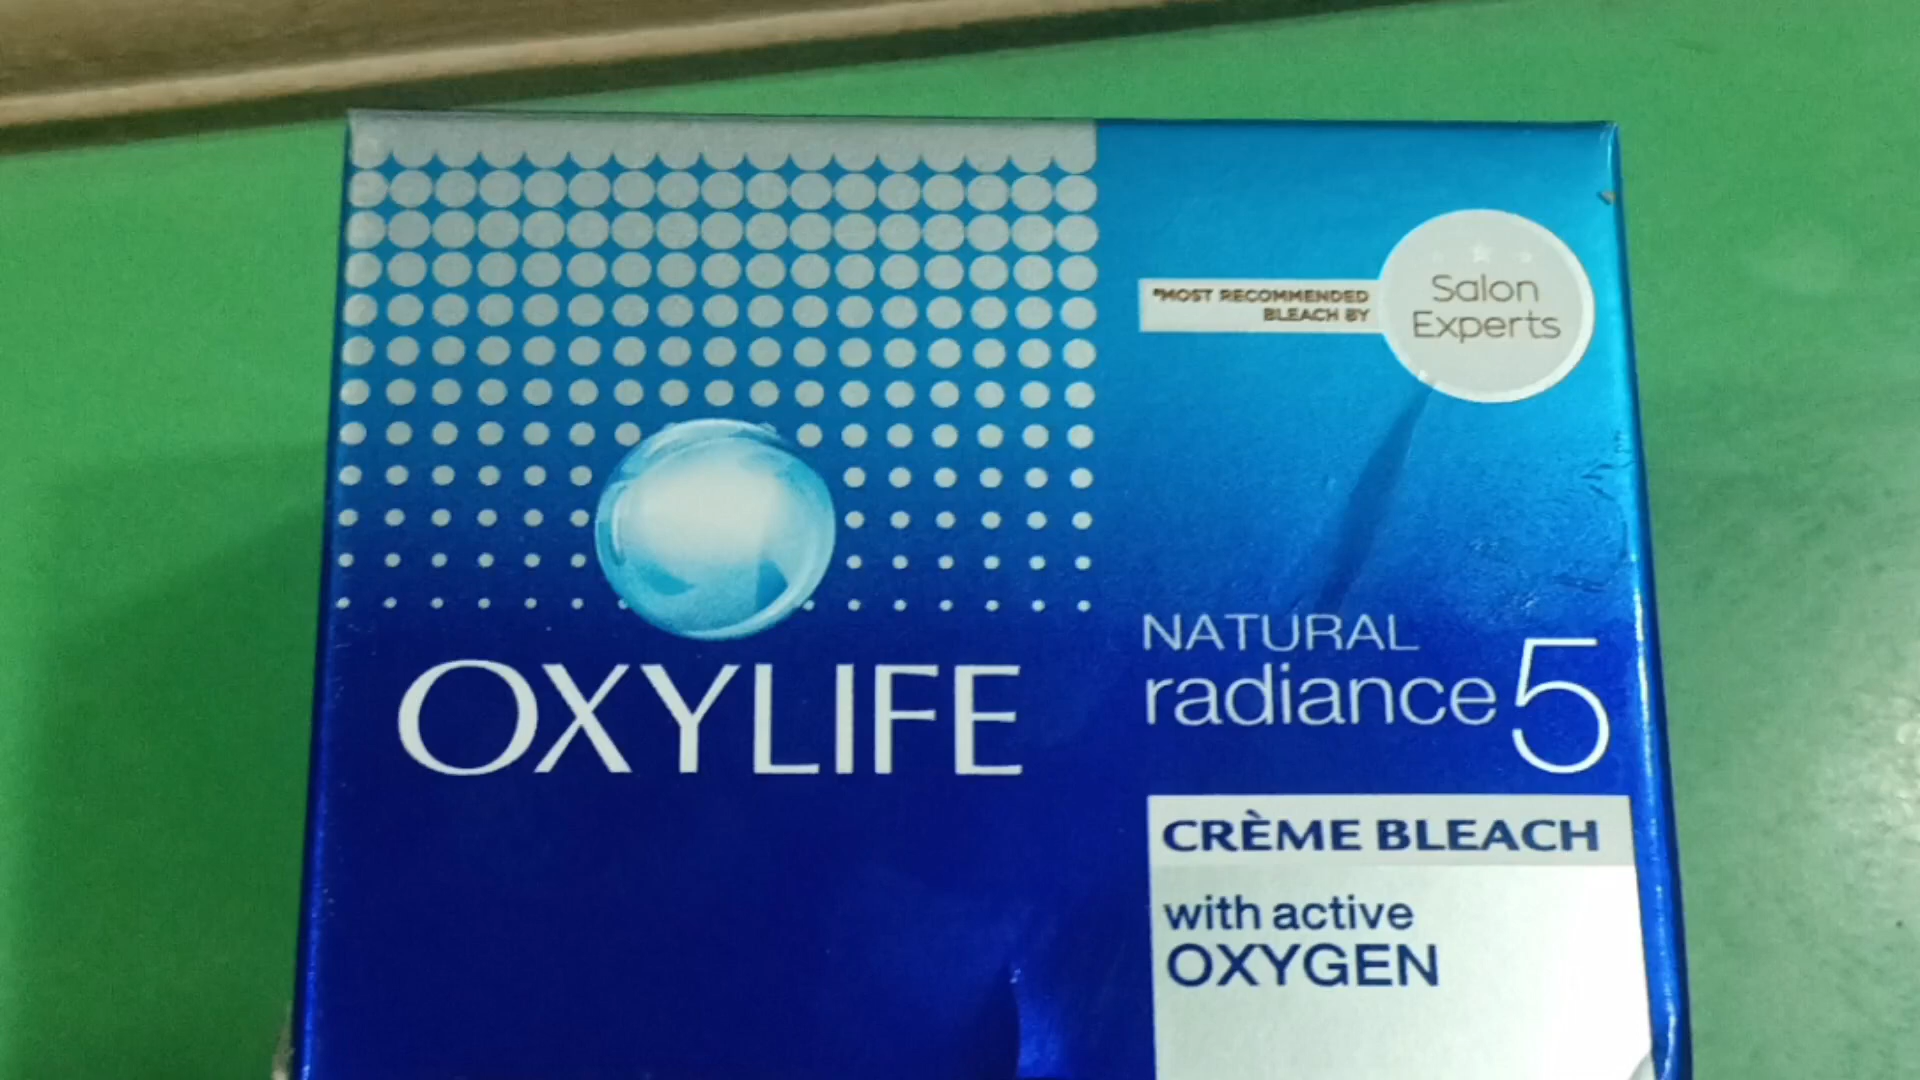 "MOST RECOMMENDED
BLEACH BY
Salon
Experts
OXYLIFE
NATURAL
radiance 5
CRÈME BLEACH
with active
OXYGEN